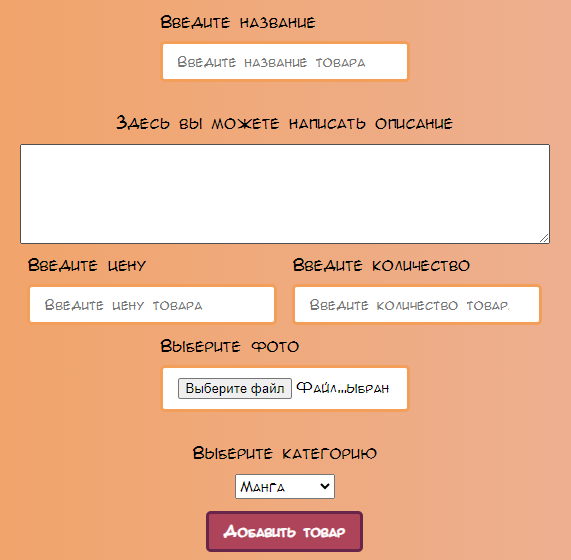 Введите название
Введите название товара
Здесь вы можете написать описание
Введите цену
Введите количество
Введите цену товара
Введите количество товар.
Выберите фото
Выберите файл Файл...ыбран
Выберите категорию
Манга
Добавить товар